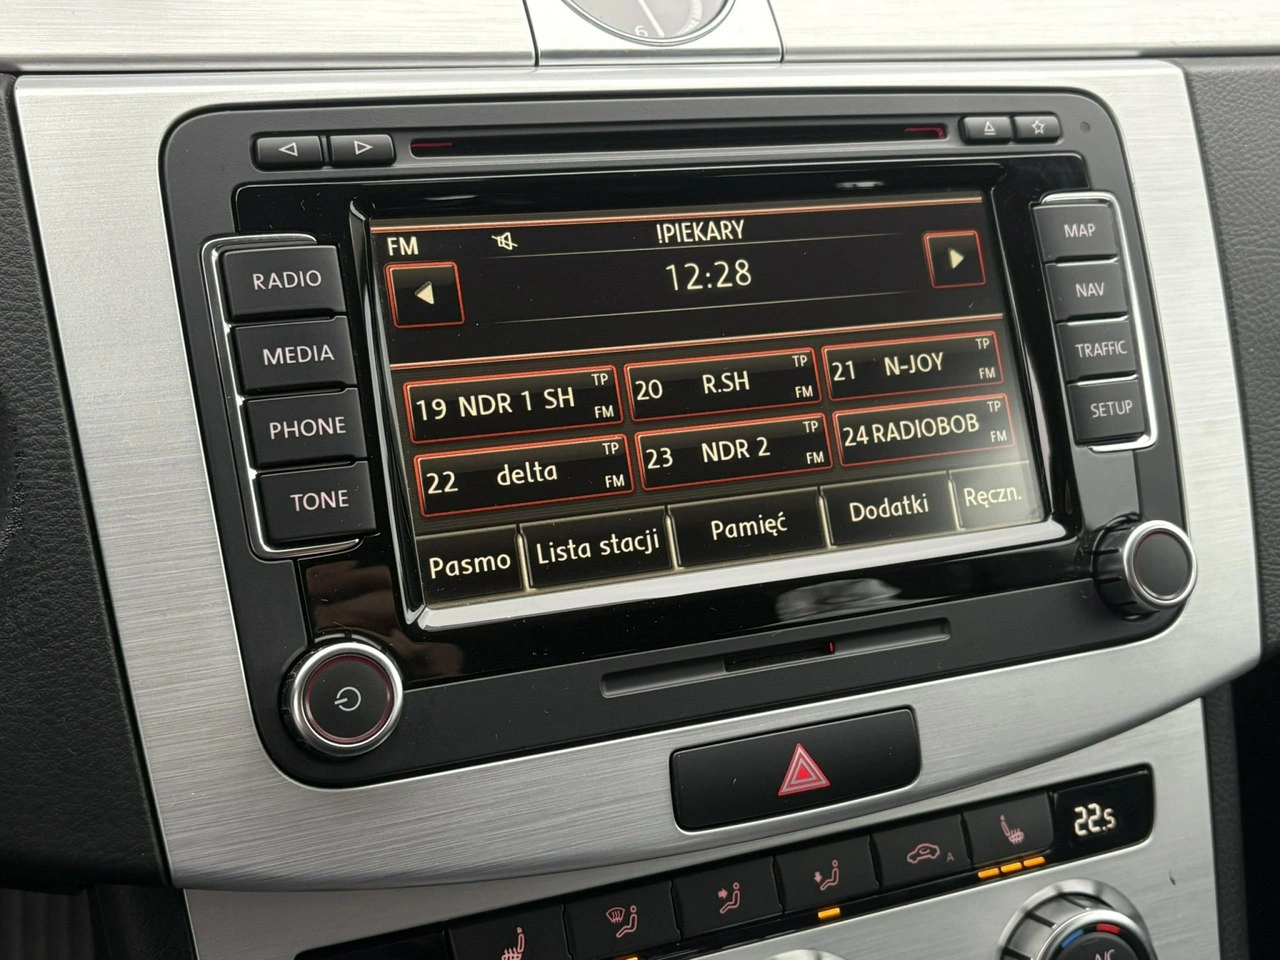 6
FM !PIEKARY
12:28
19 NDR 1 SH TP FM
20 R.SH TP FM
21 N-JOY TP FM
22 delta TP FM
23 NDR 2 TP FM
24 RADIOBOB TP FM
Pasmo Lista stacji Pamięć Dodatki Ręczn.
RADIO
MEDIA
PHONE
TONE
MAP
NAV
TRAFFIC
SETUP
A
22.5
A/C